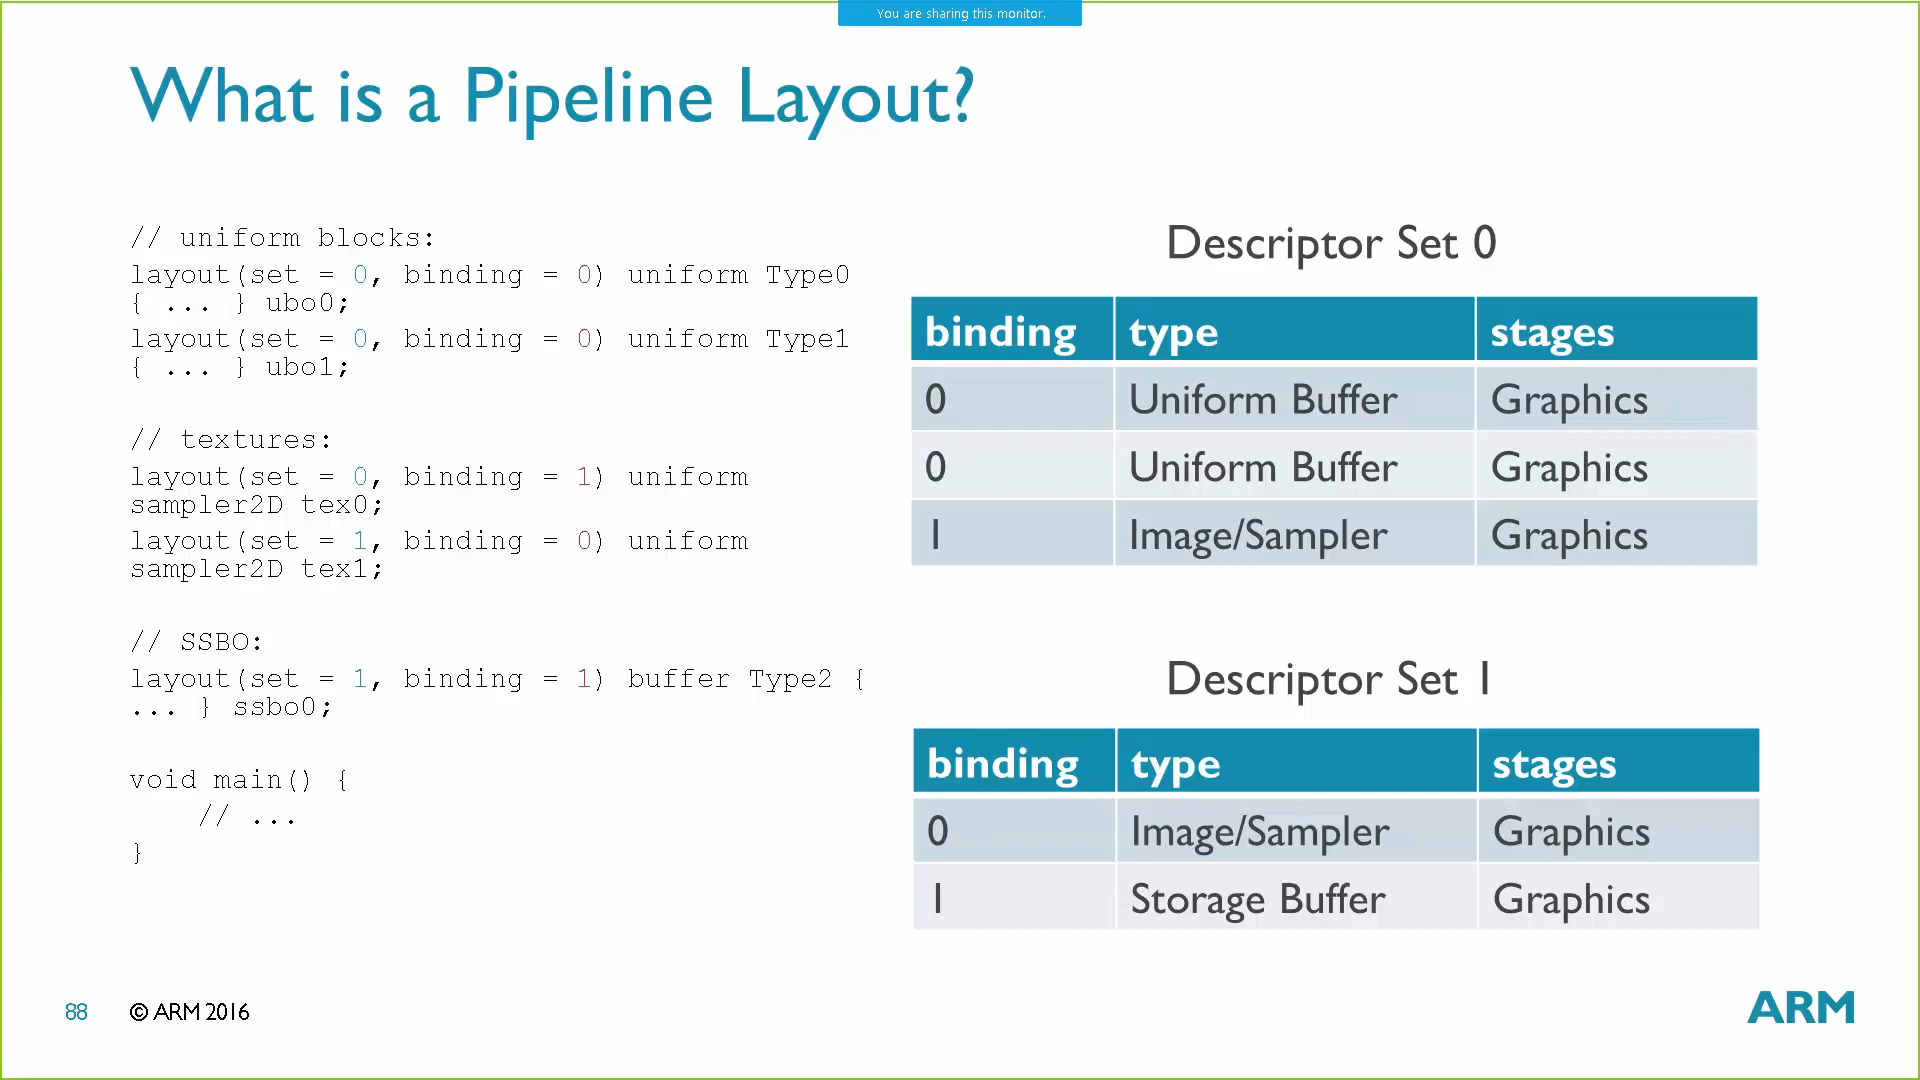 You are sharing this monitor.
What is a Pipeline Layout?
// uniform blocks:
layout(set = 0, binding = 0) uniform Type0
{ ... } ubo0;
layout(set = 0, binding = 0) uniform Type1
{ ... } ubo1;
// textures:
layout(set = 0, binding = 1) uniform
sampler2D tex0;
layout(set = 1, binding = 0) uniform
sampler2D tex1;
// SSBO:
layout(set = 1, binding = 1) buffer Type2 {
... } ssbo0;
void main() {
// ...
}
Descriptor Set 0
binding type stages
0 Uniform Buffer Graphics
0 Uniform Buffer Graphics
1 Image/Sampler Graphics
Descriptor Set 1
binding type stages
0 Image/Sampler Graphics
1 Storage Buffer Graphics
88 © ARM 2016
ARM